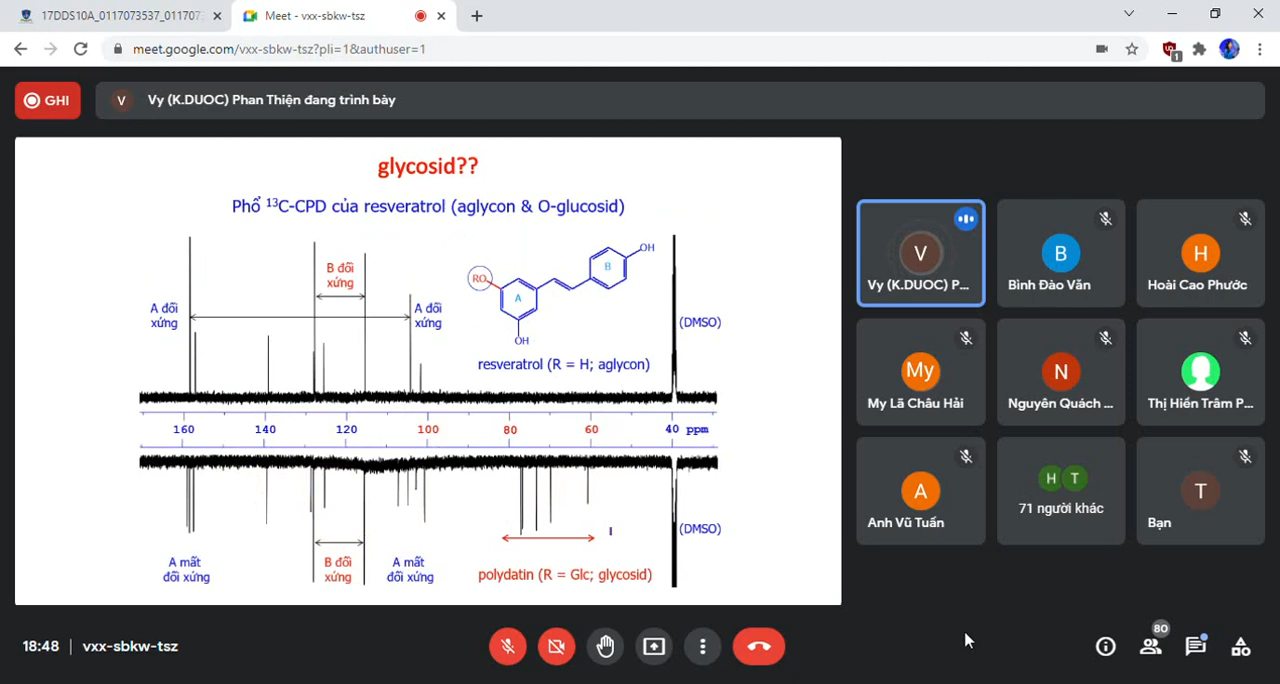 17DDS10A_0117073537_0117073
Meet - vxx-sbkw-tsz
meet.google.com/vxx-sbkw-tsz?pli=1&authuser=1
1
GHI
V
Vy (K.DUOC) Phan Thiện đang trình bày
glycosid??
Phổ ¹³C-CPD của resveratrol (aglycon & O-glucosid)
A đối
xứng
B đối
xứng
A đối
xứng
RO
A
B
OH
OH
(DMSO)
resveratrol (R = H; aglycon)
160 140 120 100 80 60 40 ppm
A mất
đối xứng
B đối
xứng
A mất
đối xứng
(DMSO)
polydatin (R = Glc; glycosid)
V
Vy (K.DUOC) P...
B
Bình Đào Văn
H
Hoài Cao Phước
My
My Lã Châu Hải
N
Nguyên Quách ...
Thị Hiền Trâm P...
A
Anh Vũ Tuấn
H T
71 người khác
T
Bạn
18:48 | vxx-sbkw-tsz
80